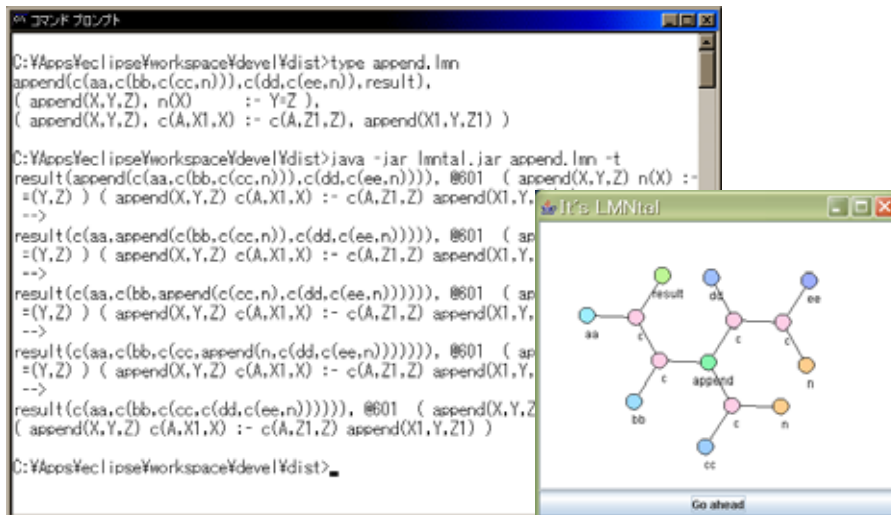 コマンド プロンプト
C:¥Apps¥eclipse¥workspace¥devel¥dist>type append.lmn
append(c(aa,c(bb,c(cc,n))),c(dd,c(ee,n)),result),
( append(X,Y,Z), n(X) :- Y=Z ),
( append(X,Y,Z), c(A,X1,X) :- c(A,Z1,Z), append(X1,Y,Z1) )
C:¥Apps¥eclipse¥workspace¥devel¥dist>java -jar lmntal.jar append.lmn -t
result(append(c(aa,c(bb,c(cc,n))),c(dd,c(ee,n)))), @601 ( append(X,Y,Z) n(X) :-
=(Y,Z) ) ( append(X,Y,Z) c(A,X1,X) :- c(A,Z1,Z) append(X1,Y,
-->
result(c(aa,append(c(bb,c(cc,n)),c(dd,c(ee,n))))), @601 ( ap
=(Y,Z) ) ( append(X,Y,Z) c(A,X1,X) :- c(A,Z1,Z) append(X1,Y,
-->
result(c(aa,c(bb,append(c(cc,n),c(dd,c(ee,n)))))), @601 ( ap
=(Y,Z) ) ( append(X,Y,Z) c(A,X1,X) :- c(A,Z1,Z) append(X1,Y,
-->
result(c(aa,c(bb,c(cc,append(n,c(dd,c(ee,n))))))), @601 ( ap
=(Y,Z) ) ( append(X,Y,Z) c(A,X1,X) :- c(A,Z1,Z) append(X1,Y,
-->
result(c(aa,c(bb,c(cc,c(dd,c(ee,n)))))), @601 ( append(X,Y,Z
( append(X,Y,Z) c(A,X1,X) :- c(A,Z1,Z) append(X1,Y,Z1) )
C:¥Apps¥eclipse¥workspace¥devel¥dist>
It's LMNtal
result
dd
ee
aa
c
c
c
c
append
n
bb
c
n
cc
Go ahead